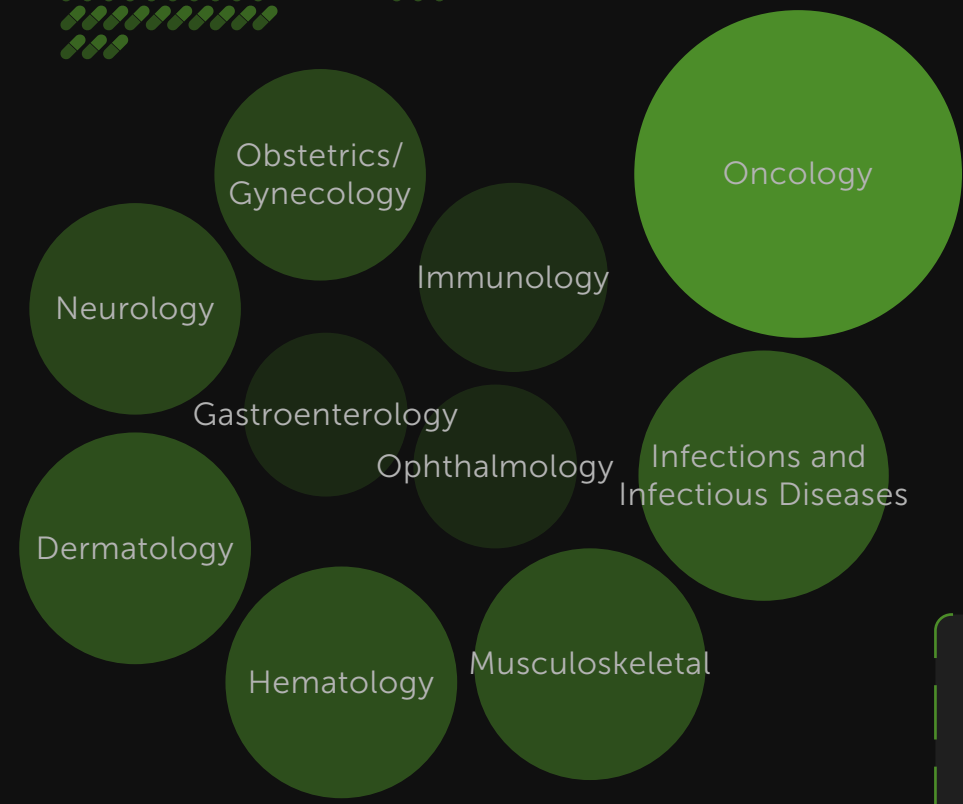 Obstetrics/
Gynecology
Oncology
Immunology
Neurology
Gastroenterology
Ophthalmology
Infections and
Infectious Diseases
Dermatology
Musculoskeletal
Hematology